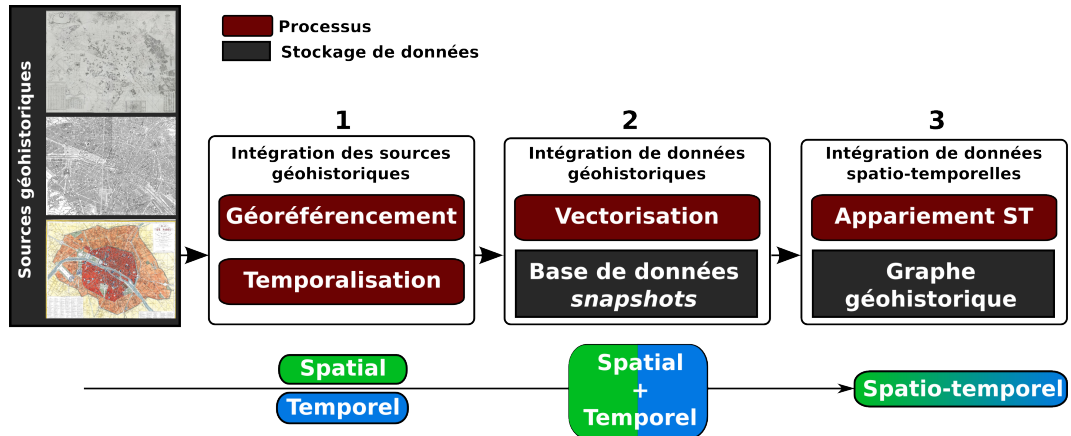 Processus
Stockage de données
Sources géohistoriques
1
Intégration des sources
géohistoriques
Géoréférencement
Temporalisation
2
Intégration de données
géohistoriques
Vectorisation
Base de données
snapshots
3
Intégration de données
spatio-temporelles
Appariement ST
Graphe
géohistorique
Spatial
Temporel
Spatial
+
Temporel
Spatio-temporel